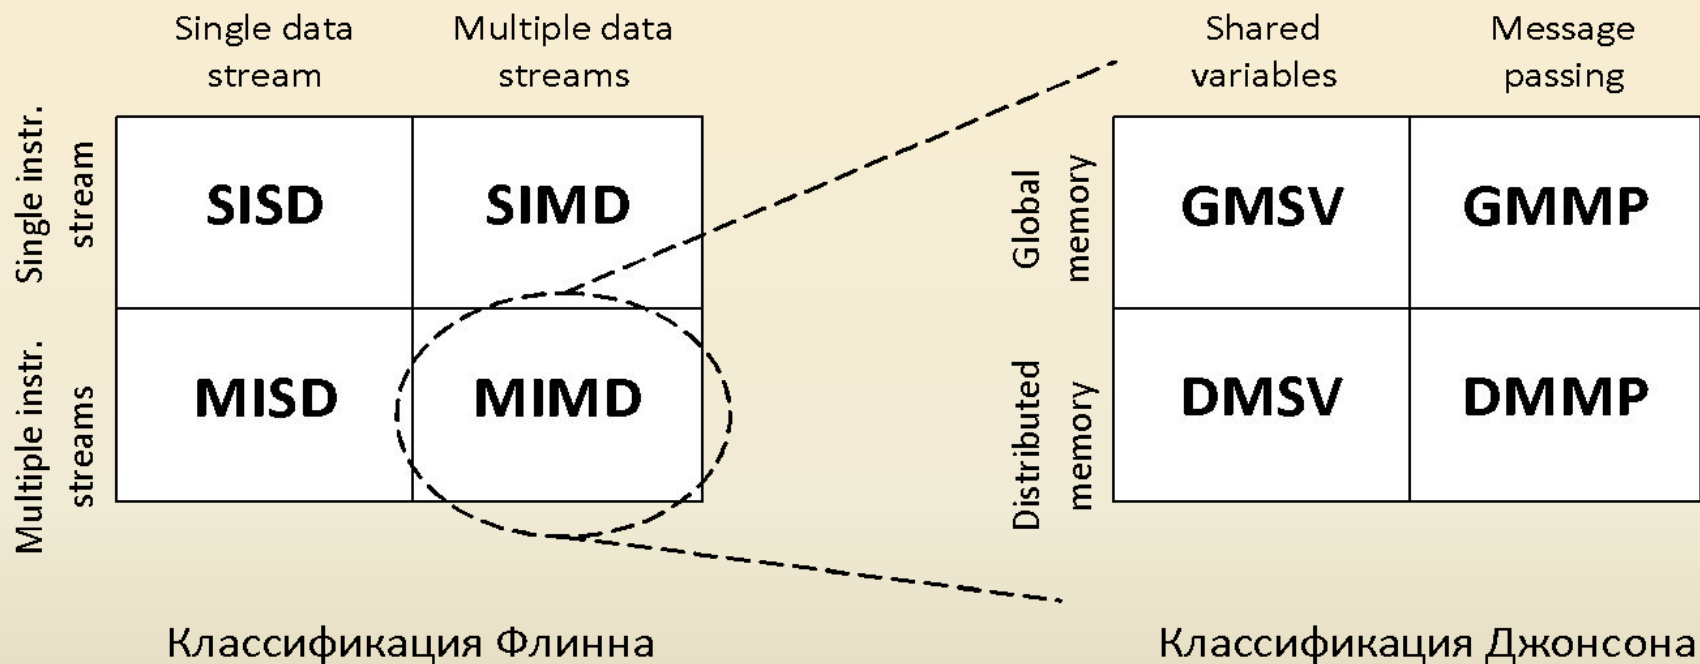 Single data
stream
Multiple data
streams
Single instr.
stream
SISD
SIMD
Multiple instr.
streams
MISD
MIMD
Классификация Флинна
Shared
variables
Message
passing
Global
memory
GMSV
GMMP
Distributed
memory
DMSV
DMMP
Классификация Джонсона